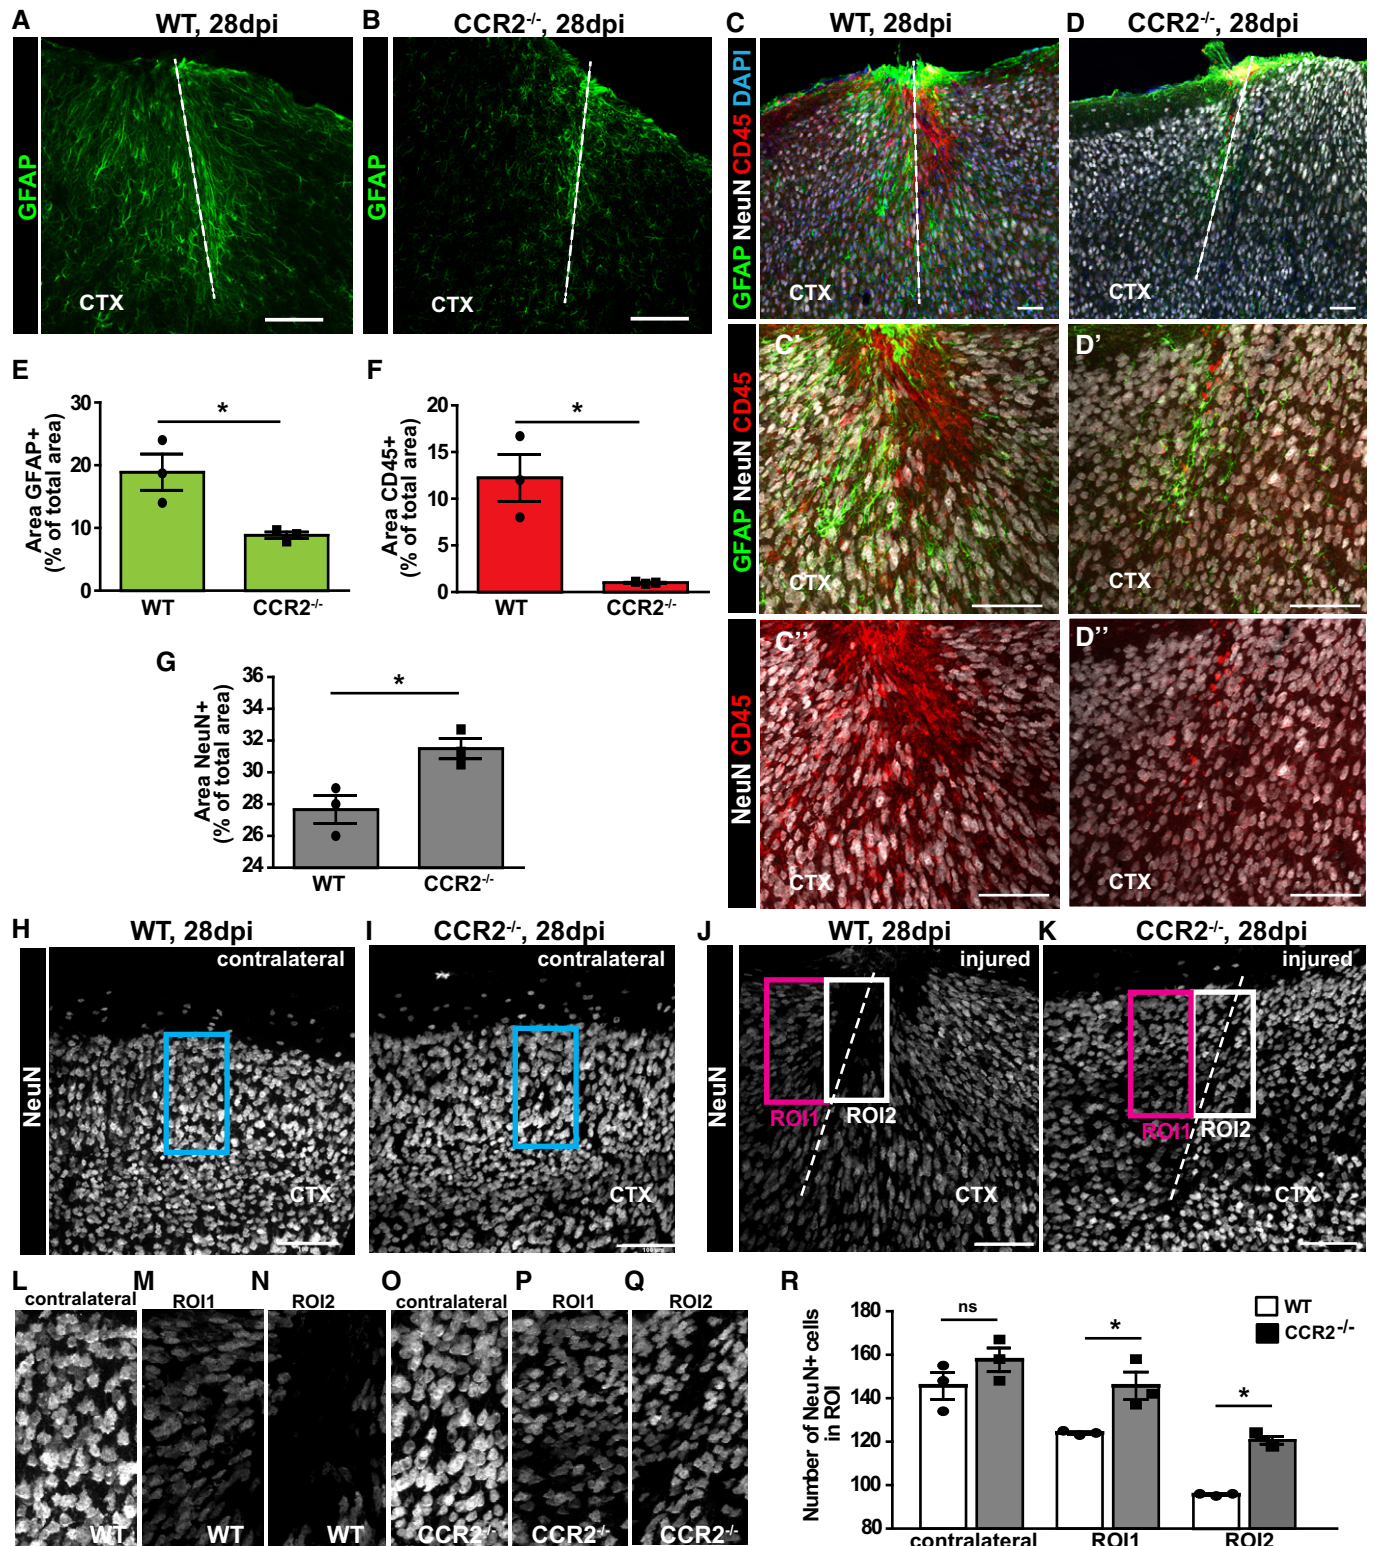 A WT, 28dpi
B CCR2-/-, 28dpi
C WT, 28dpi
D CCR2-/-, 28dpi
GFAP
CTX
GFAP
CTX
GFAP NeuN CD45 DAPI
CTX
CTX
GFAP NeuN CD45
C'
CTX
D'
CTX
NeuN CD45
C''
CTX
D''
CTX
E
Area GFAP+
(% of total area)
30
20
10
0
*
WT CCR2-/-
F
Area CD45+
(% of total area)
20
15
10
5
0
*
WT CCR2-/-
G
Area NeuN+
(% of total area)
36
34
32
30
28
26
24
*
WT CCR2-/-
H WT, 28dpi
I CCR2-/-, 28dpi
J WT, 28dpi
K CCR2-/-, 28dpi
NeuN
contralateral
CTX
contralateral
CTX
100 µm
injured
ROI1 ROI2
CTX
injured
ROI1 ROI2
CTX
L contralateral
WT
M ROI1
WT
N ROI2
WT
O contralateral
CCR2-/-
P ROI1
CCR2-/-
Q ROI2
CCR2-/-
R
Number of NeuN+ cells
in ROI
180
160
140
120
100
80
ns
*
*
WT
CCR2-/-
contralateral ROI1 ROI2